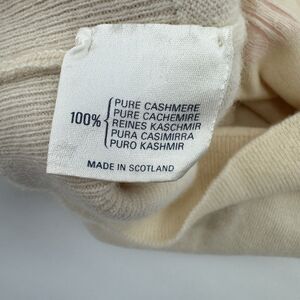 100% { PURE CASHMERE
PURE CACHEMIRE
REINES KASCHMIR
PURA CASIMIRRA
PURO KASHMIR
MADE IN SCOTLAND